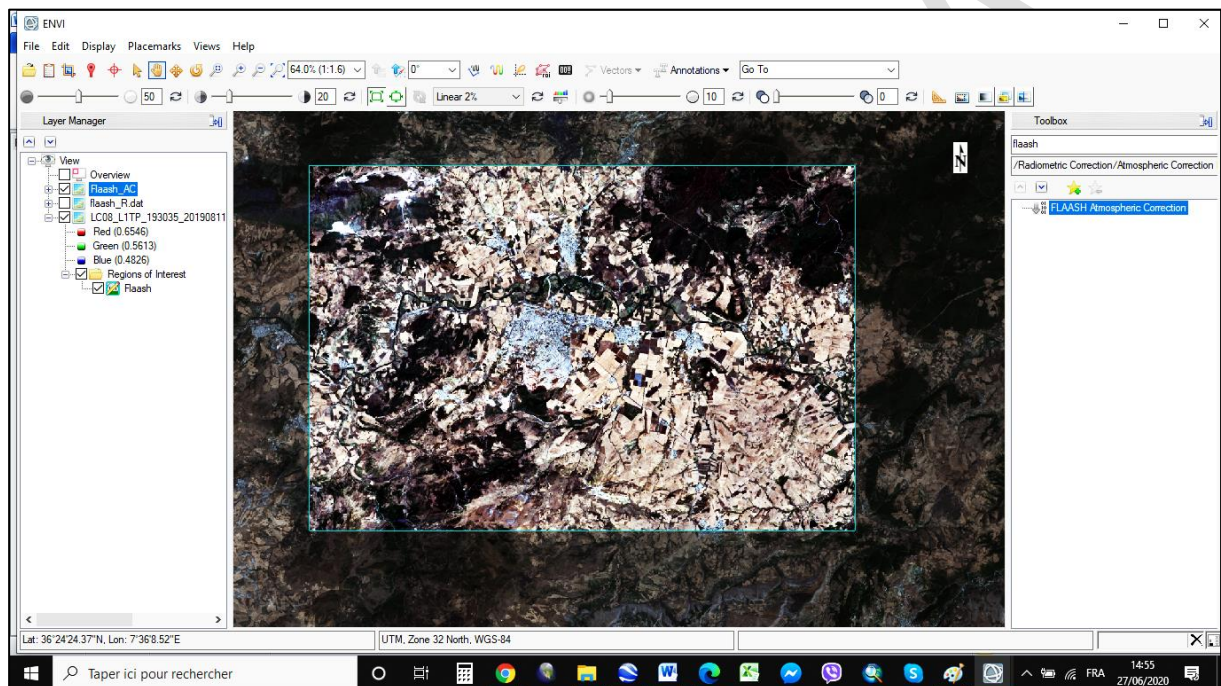 ENVI
File Edit Display Placemarks Views Help
64.0% (1:1.6) 0° Vectors Annotations Go To
50 20 Linear 2% 10 0
Layer Manager
View
Overview
Flaash_AC
flaash_R.dat
LC08_L1TP_193035_20190811
Red (0.6546)
Green (0.5613)
Blue (0.4826)
Regions of Interest
Flaash
N
Toolbox
flaash
/Radiometric Correction/Atmospheric Correction
FLAASH Atmospheric Correction
Lat: 36°24'24.37"N, Lon: 7°36'8.52"E
UTM, Zone 32 North, WGS-84
Taper ici pour rechercher
FRA
14:55
27/06/2020